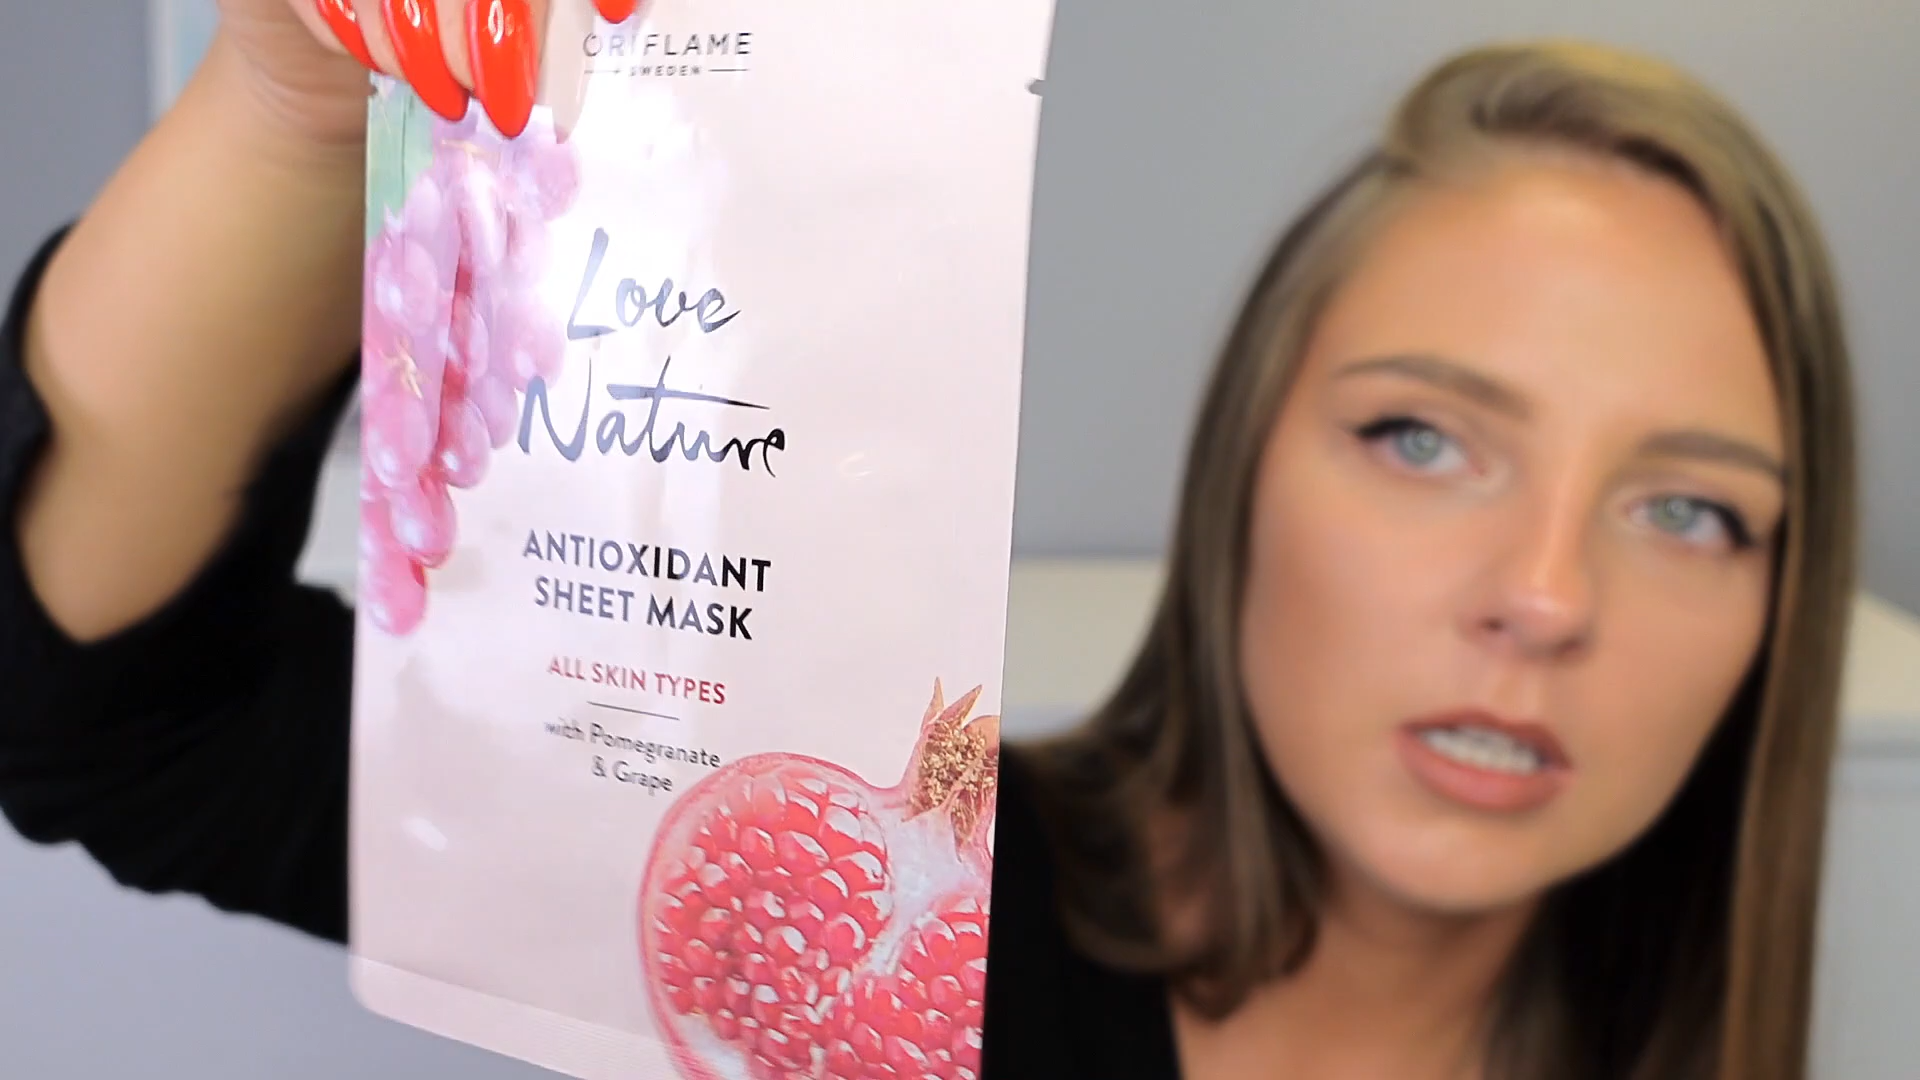 ORIFLAME
SWEDEN
Love
Nature
ANTIOXIDANT
SHEET MASK
ALL SKIN TYPES
with Pomegranate
& Grape